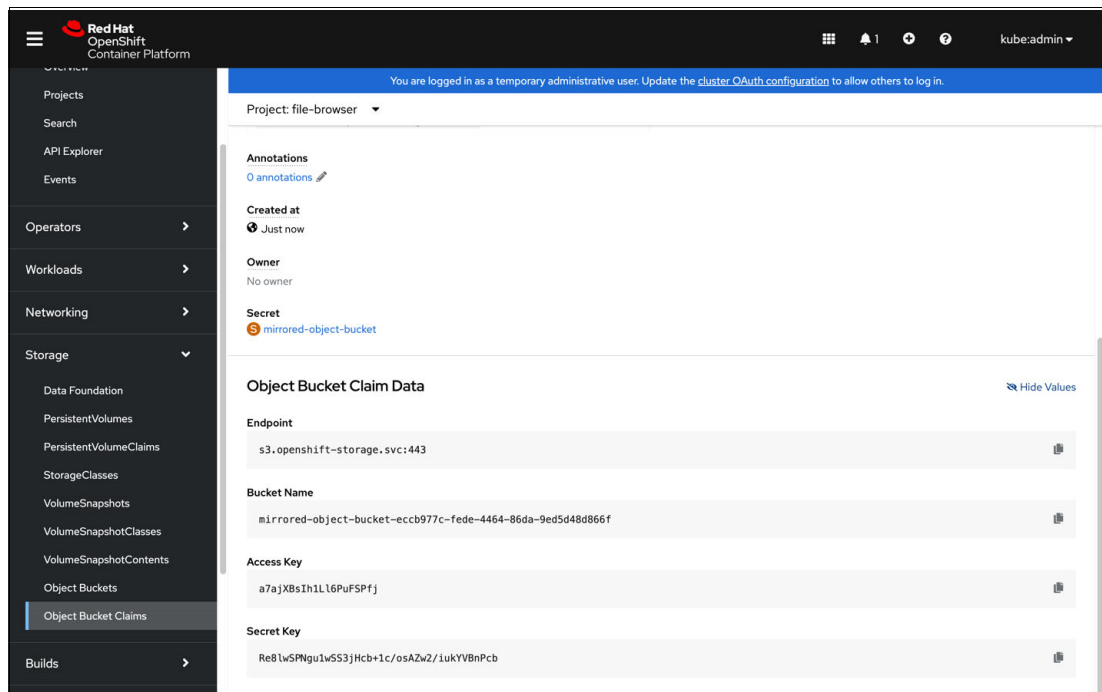 Red Hat
OpenShift
Container Platform
1
kube:admin
Overview
Projects
Search
API Explorer
Events
Operators
Workloads
Networking
Storage
Data Foundation
PersistentVolumes
PersistentVolumeClaims
StorageClasses
VolumeSnapshots
VolumeSnapshotClasses
VolumeSnapshotContents
Object Buckets
Object Bucket Claims
Builds
You are logged in as a temporary administrative user. Update the cluster OAuth configuration to allow others to log in.
Project: file-browser
Annotations
0 annotations
Created at
Just now
Owner
No owner
Secret
S mirrored-object-bucket
Object Bucket Claim Data
Hide Values
Endpoint
s3.openshift-storage.svc:443
Bucket Name
mirrored-object-bucket-eccb977c-fede-4464-86da-9ed5d48d866f
Access Key
a7ajXBsIh1Ll6PuFSPfj
Secret Key
Re8lwSPNgu1wSS3jHcb+1c/osAZw2/iukYVBnPcb